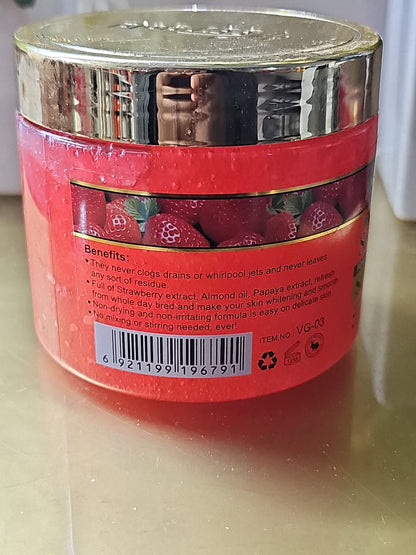 Benefits:
• They never clogs drains or whirlpool jets and never leaves
any sort of residue.
• Full of Strawberry extract, Almond oil, Papaya extract, refresh
from whole day tired and make your skin whitening and smooth
• Non-drying and non-irritating formula is easy on delicate skin
• No mixing or stirring needed, ever!
ITEM NO VG-03
6 921199 196791